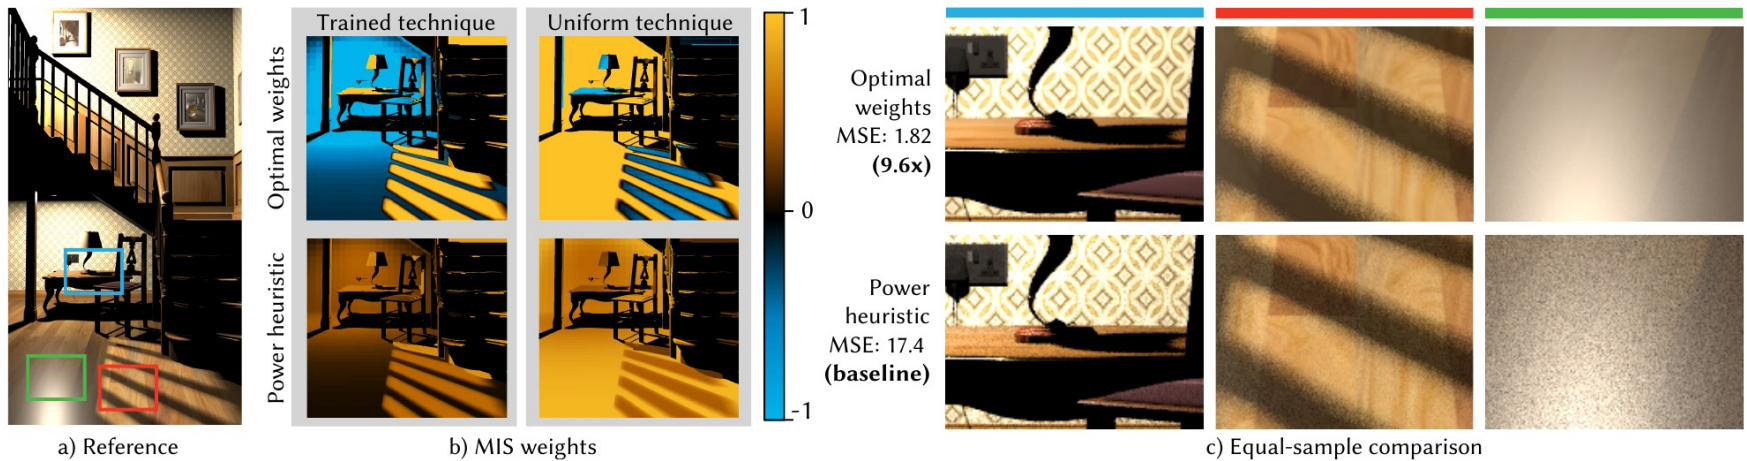 Trained technique
Uniform technique
Optimal weights
Power heuristic
1
0
-1
Optimal
weights
MSE: 1.82
(9.6x)
Power
heuristic
MSE: 17.4
(baseline)
a) Reference
b) MIS weights
c) Equal-sample comparison